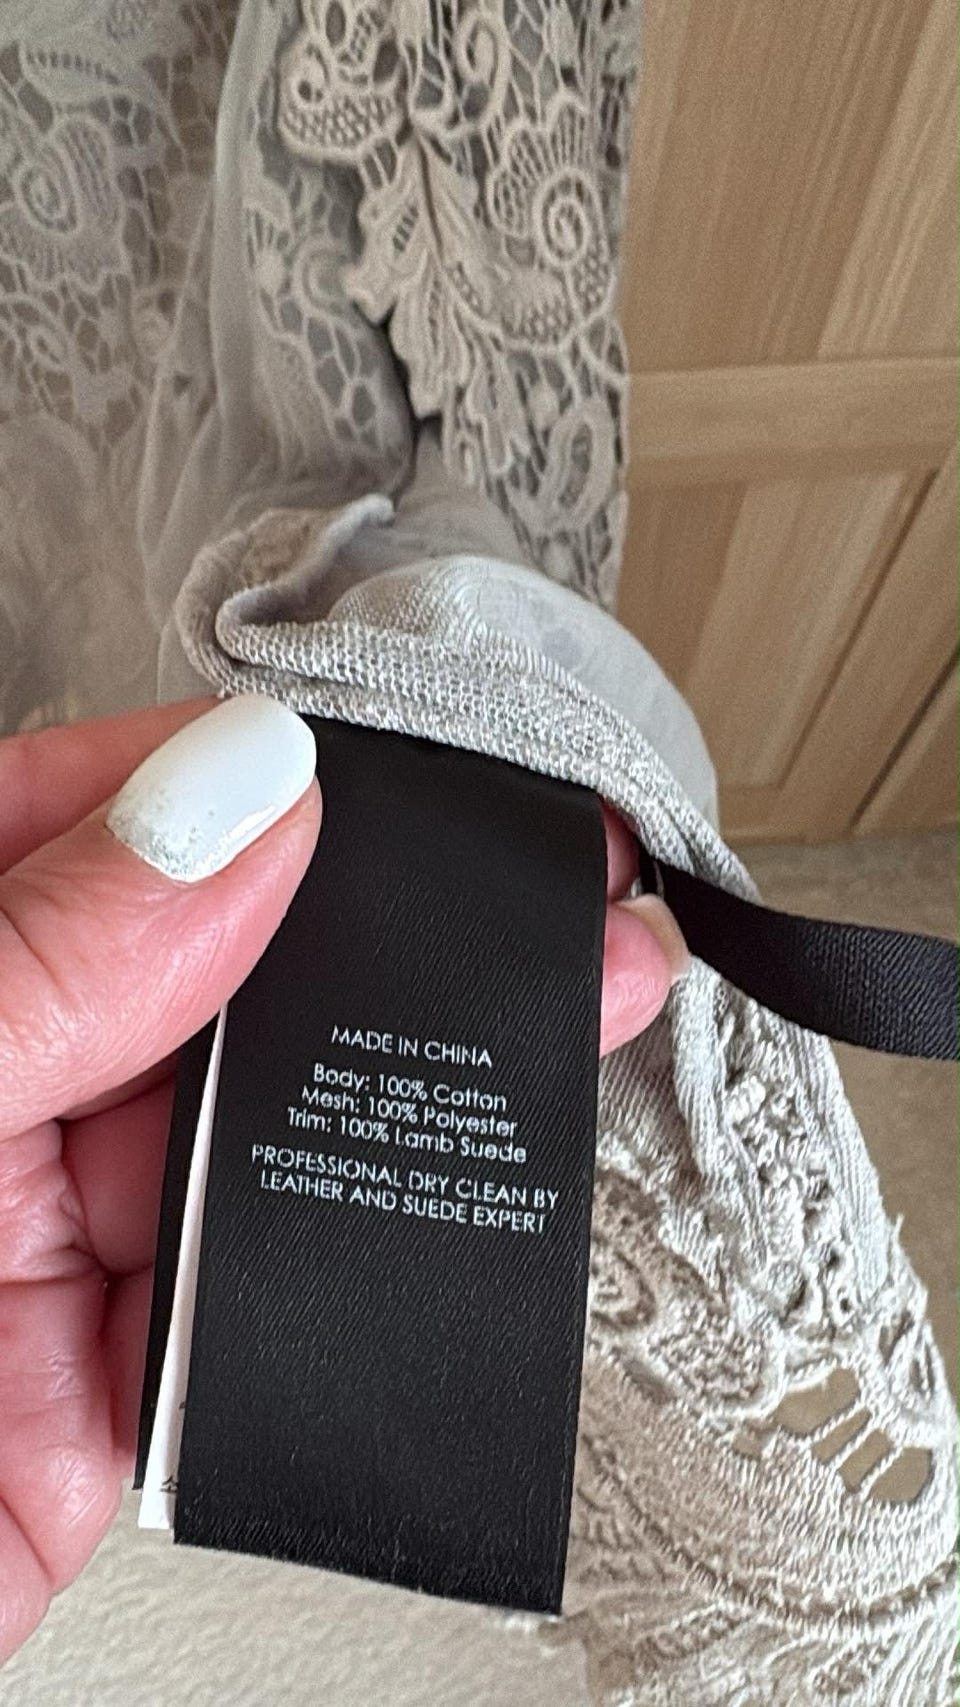 MADE IN CHINA
Body: 100% Cotton
Mesh: 100% Polyester
Trim: 100% Lamb Suede
PROFESSIONAL DRY CLEAN BY
LEATHER AND SUEDE EXPERT